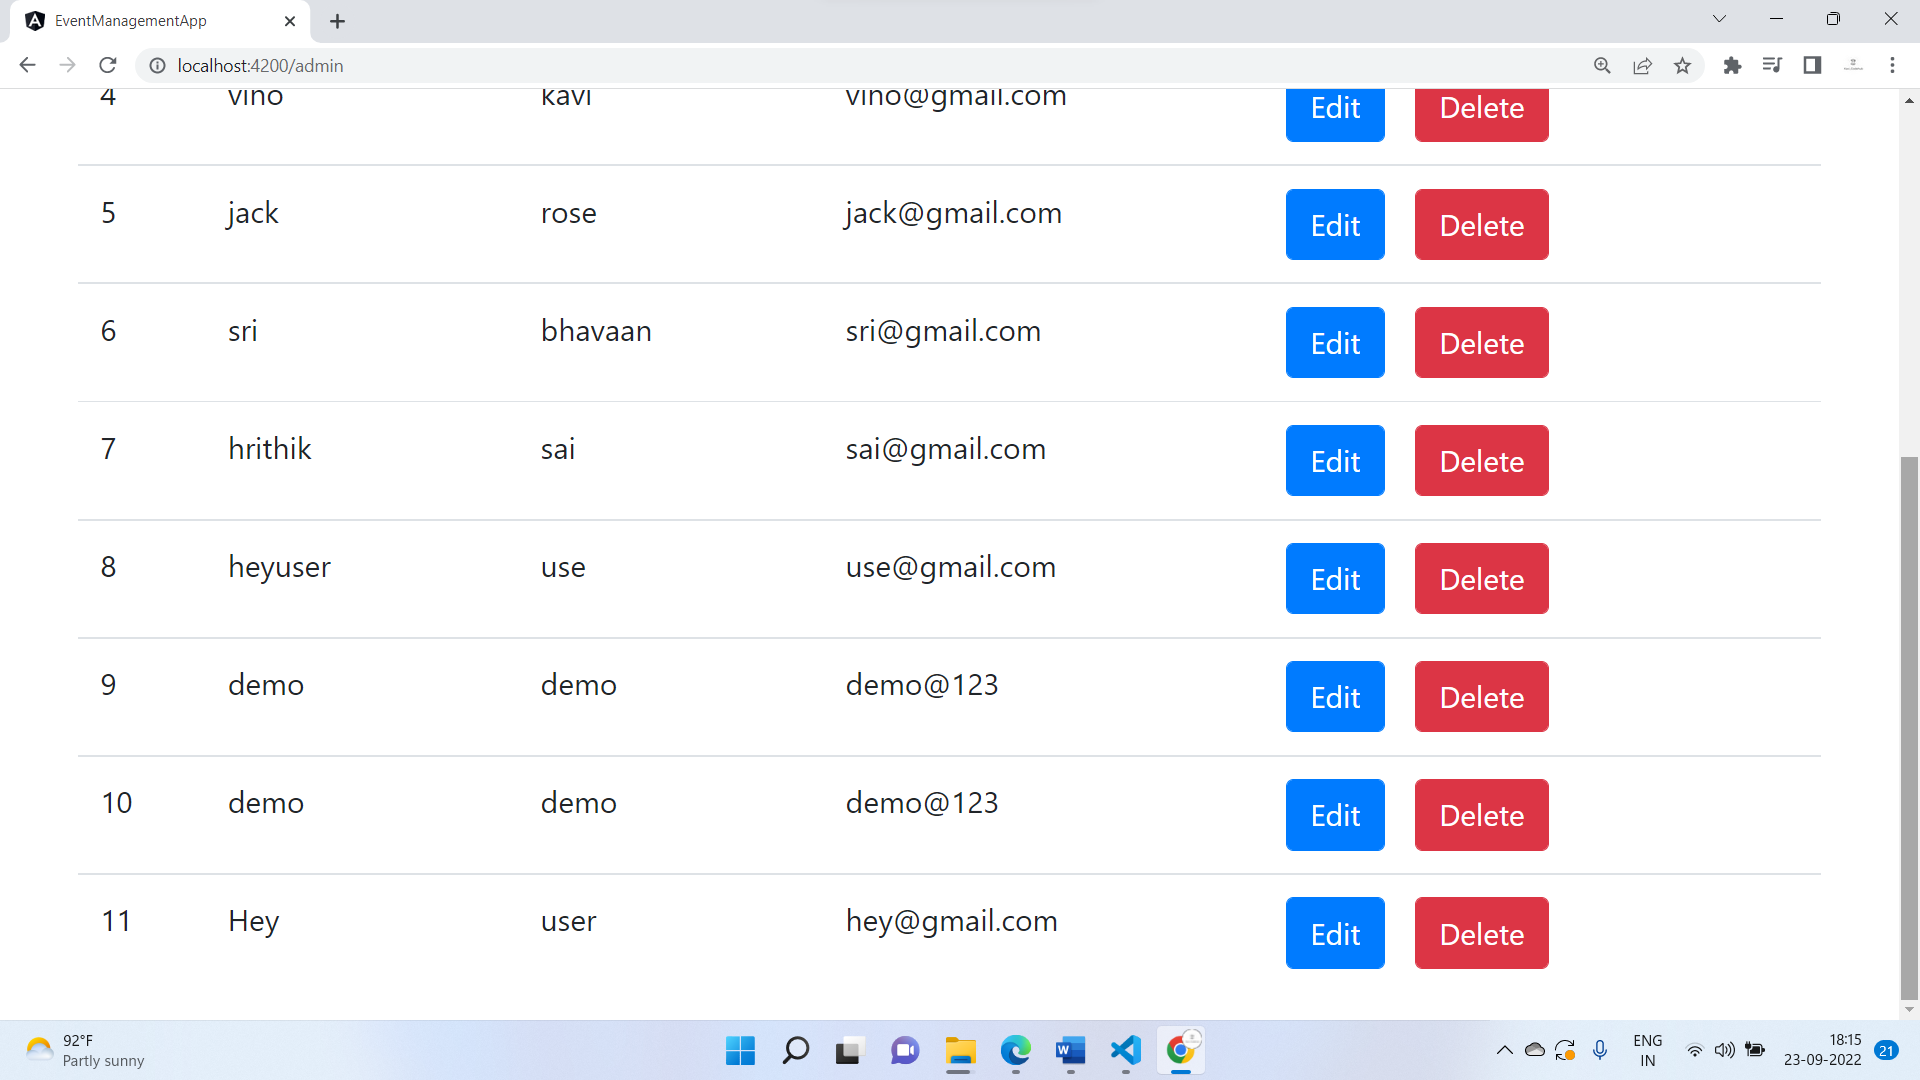 EventManagementApp
localhost:4200/admin
4 vino kavi vino@gmail.com Edit Delete
5 jack rose jack@gmail.com Edit Delete
6 sri bhavaan sri@gmail.com Edit Delete
7 hrithik sai sai@gmail.com Edit Delete
8 heyuser use use@gmail.com Edit Delete
9 demo demo demo@123 Edit Delete
10 demo demo demo@123 Edit Delete
11 Hey user hey@gmail.com Edit Delete
92°F
Partly sunny
ENG
IN
18:15
23-09-2022
21